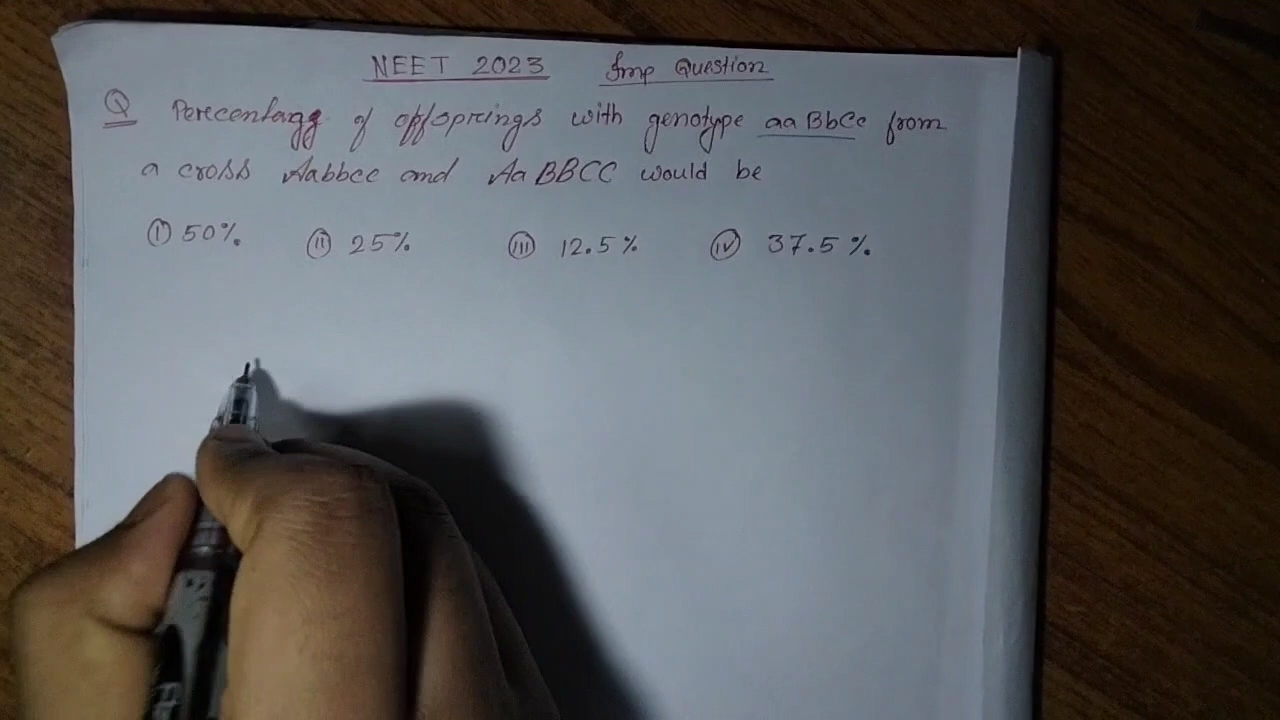 NEET 2023 Imp Question
Q Percentage of offsprings with genotype aaBbCc from
a cross Aabbcc and AaBBCC would be
I 50% II 25% III 12.5% IV 37.5%.